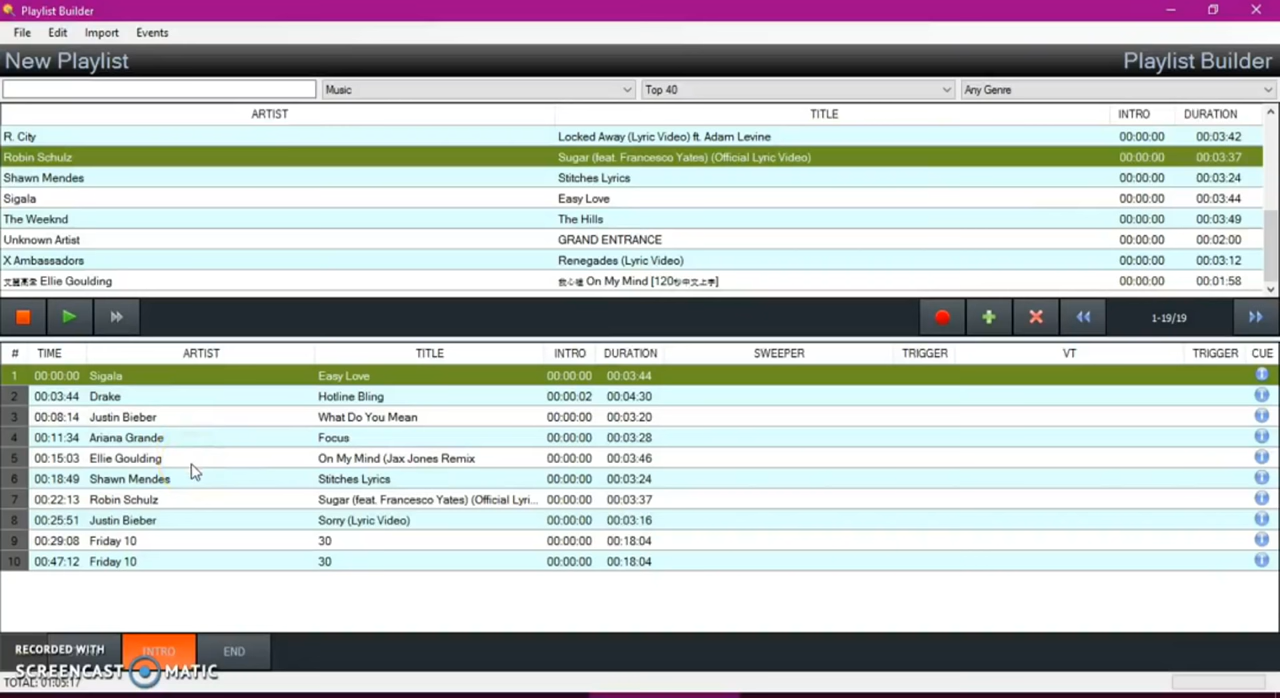 Playlist Builder
File Edit Import Events
New Playlist Playlist Builder
Music Top 40 Any Genre
ARTIST TITLE INTRO DURATION
R. City Locked Away (Lyric Video) ft. Adam Levine 00:00:00 00:03:42
Robin Schulz Sugar (feat. Francesco Yates) (Official Lyric Video) 00:00:00 00:03:37
Shawn Mendes Stitches Lyrics 00:00:00 00:03:24
Sigala Easy Love 00:00:00 00:03:44
The Weeknd The Hills 00:00:00 00:03:49
Unknown Artist GRAND ENTRANCE 00:00:00 00:02:00
X Ambassadors Renegades (Lyric Video) 00:00:00 00:03:12
Ellie Goulding On My Mind [120 00:00:00 00:01:58
1-19/19
# TIME ARTIST TITLE INTRO DURATION SWEEPER TRIGGER VT TRIGGER CUE
1 00:00:00 Sigala Easy Love 00:00:00 00:03:44
2 00:03:44 Drake Hotline Bling 00:00:02 00:04:30
3 00:08:14 Justin Bieber What Do You Mean 00:00:00 00:03:20
4 00:11:34 Ariana Grande Focus 00:00:00 00:03:28
5 00:15:03 Ellie Goulding On My Mind (Jax Jones Remix 00:00:00 00:03:46
6 00:18:49 Shawn Mendes Stitches Lyrics 00:00:00 00:03:24
7 00:22:13 Robin Schulz Sugar (feat. Francesco Yates) (Official Lyri... 00:00:00 00:03:37
8 00:25:51 Justin Bieber Sorry (Lyric Video) 00:00:00 00:03:16
9 00:29:08 Friday 10 30 00:00:00 00:18:04
10 00:47:12 Friday 10 30 00:00:00 00:18:04
RECORDED WITH INTRO END
SCREENCAST MATIC
TOTAL: 01:05:17